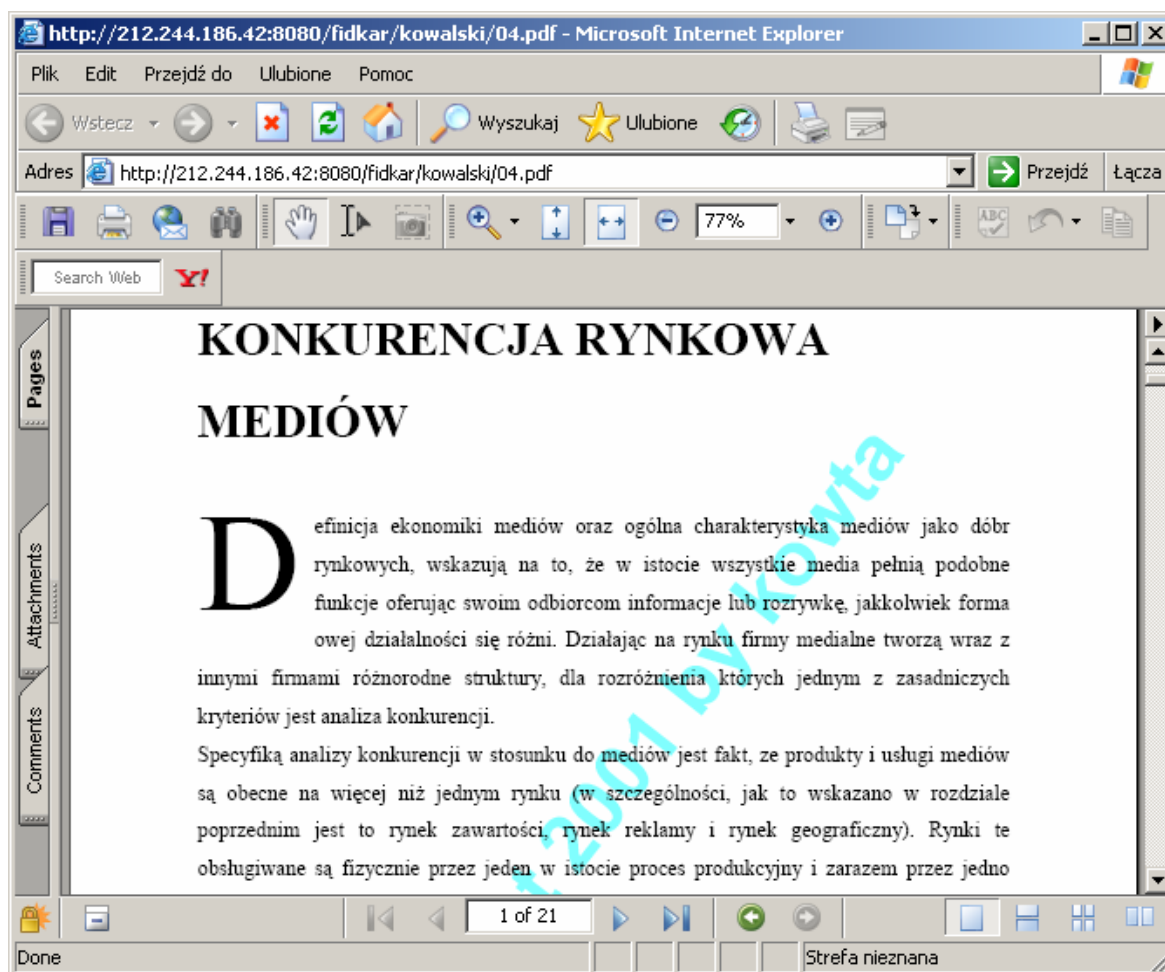 http://212.244.186.42:8080/fidkar/kowalski/04.pdf - Microsoft Internet Explorer
Plik Edit Przejdź do Ulubione Pomoc
Wstecz Wyszukaj Ulubione
Adres http://212.244.186.42:8080/fidkar/kowalski/04.pdf Przejdź Łącza
77% ABC
Search Web Y!
Pages
Attachments
Comments
KONKURENCJA RYNKOWA
MEDIÓW
Definicja ekonomiki mediów oraz ogólna charakterystyka mediów jako dóbr
rynkowych, wskazują na to, że w istocie wszystkie media pełnią podobne
funkcje oferując swoim odbiorcom informacje lub rozrywkę, jakkolwiek forma
owej działalności się różni. Działając na rynku firmy medialne tworzą wraz z
innymi firmami różnorodne struktury, dla rozróżnienia których jednym z zasadniczych
kryteriów jest analiza konkurencji.
Specyfiką analizy konkurencji w stosunku do mediów jest fakt, ze produkty i usługi mediów
są obecne na więcej niż jednym rynku (w szczególności, jak to wskazano w rozdziale
poprzednim jest to rynek zawartości, rynek reklamy i rynek geograficzny). Rynki te
obsługiwane są fizycznie przez jeden w istocie proces produkcyjny i zarazem przez jedno
t 2001 by kowta
1 of 21
Done Strefa nieznana